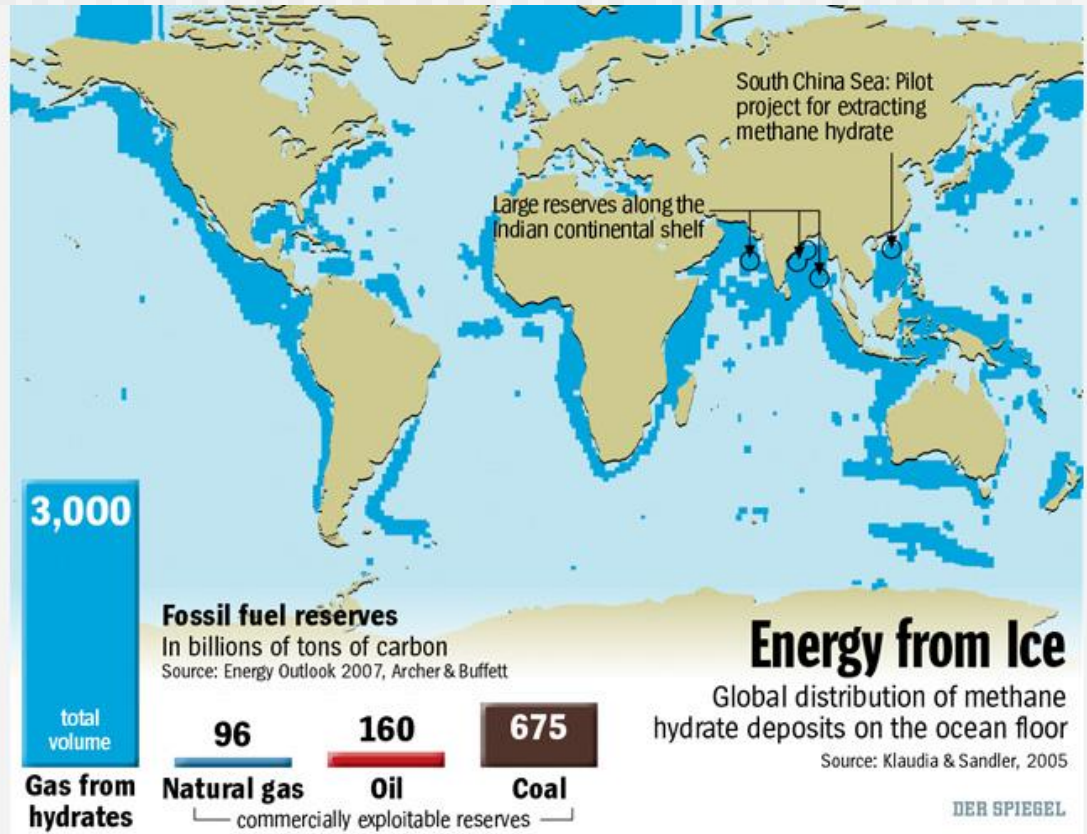 South China Sea: Pilot
project for extracting
methane hydrate
Large reserves along the
Indian continental shelf
3,000
total
volume
Gas from
hydrates
Fossil fuel reserves
In billions of tons of carbon
Source: Energy Outlook 2007, Archer & Buffett
96
Natural gas
160
Oil
675
Coal
commercially exploitable reserves
Energy from Ice
Global distribution of methane
hydrate deposits on the ocean floor
Source: Klaudia & Sandler, 2005
DER SPIEGEL